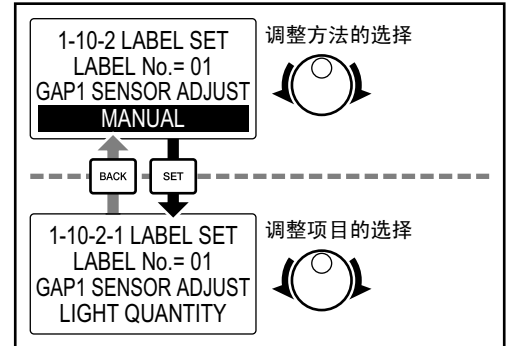 1-10-2 LABEL SET
LABEL No.= 01
GAP1 SENSOR ADJUST
MANUAL
调整方法的选择
BACK
SET
1-10-2-1 LABEL SET
LABEL No.= 01
GAP1 SENSOR ADJUST
LIGHT QUANTITY
调整项目的选择